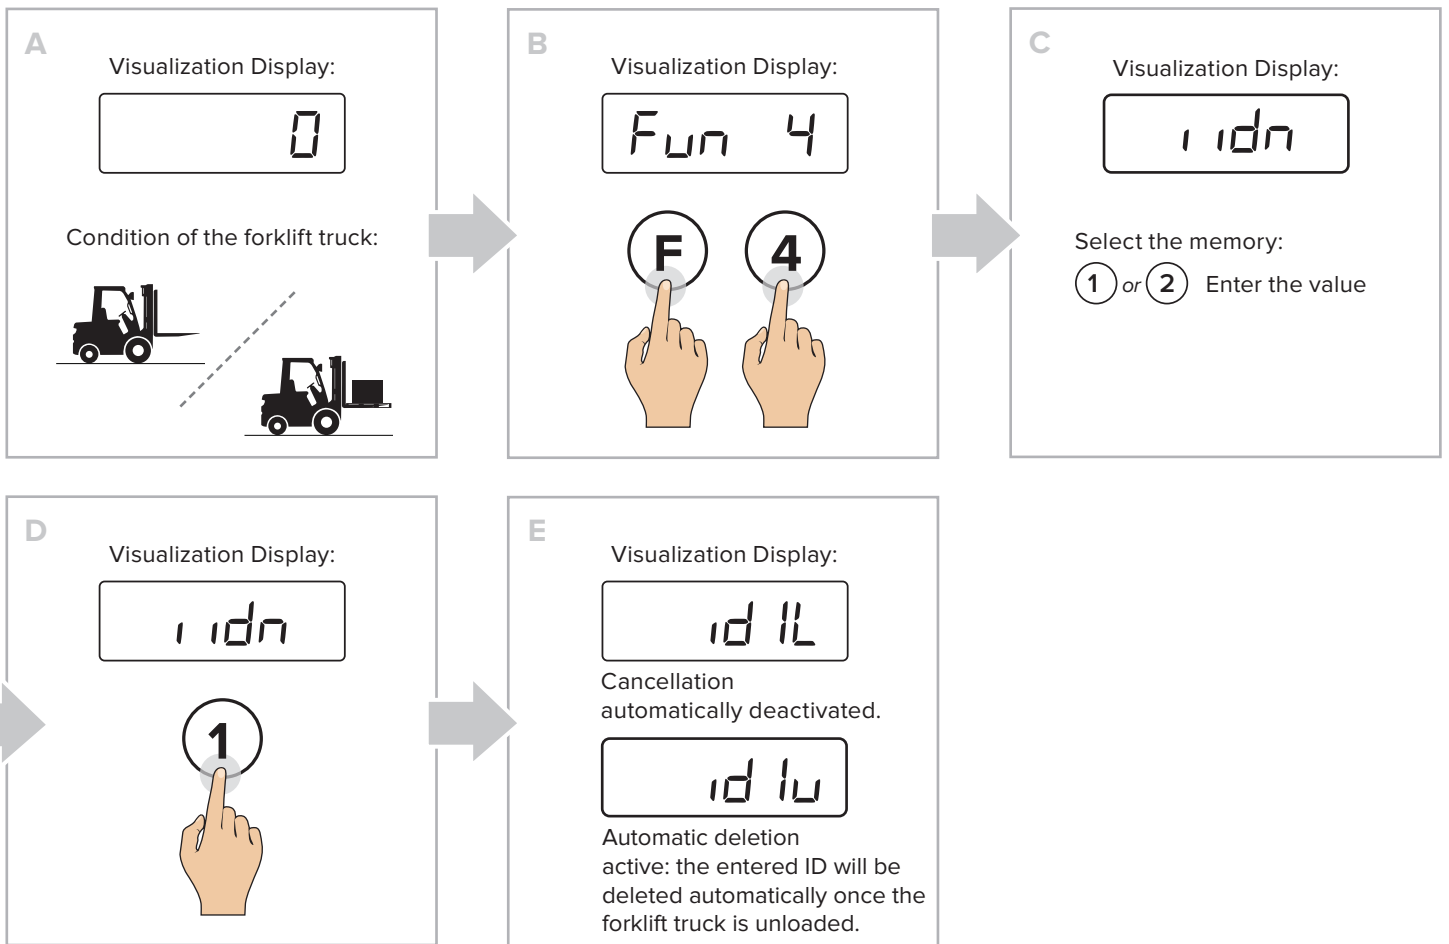 A
Visualization Display:
0
Condition of the forklift truck:
B
Visualization Display:
Fun 4
F 4
C
Visualization Display:
i idn
Select the memory:
1 or 2 Enter the value
D
Visualization Display:
i idn
1
E
Visualization Display:
id 1L
Cancellation
automatically deactivated.
id 1u
Automatic deletion
active: the entered ID will be
deleted automatically once the
forklift truck is unloaded.